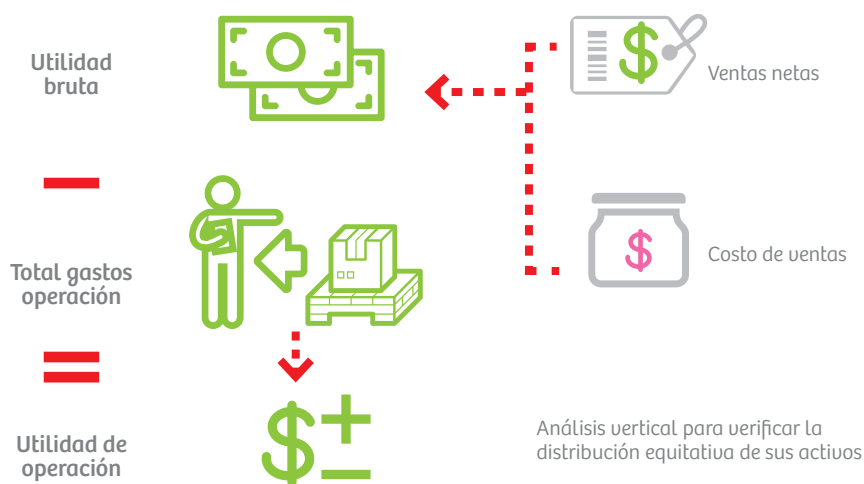 Utilidad
bruta
Ventas netas
Total gastos
operación
Costo de ventas
Utilidad de
operación
Análisis vertical para verificar la
distribución equitativa de sus activos